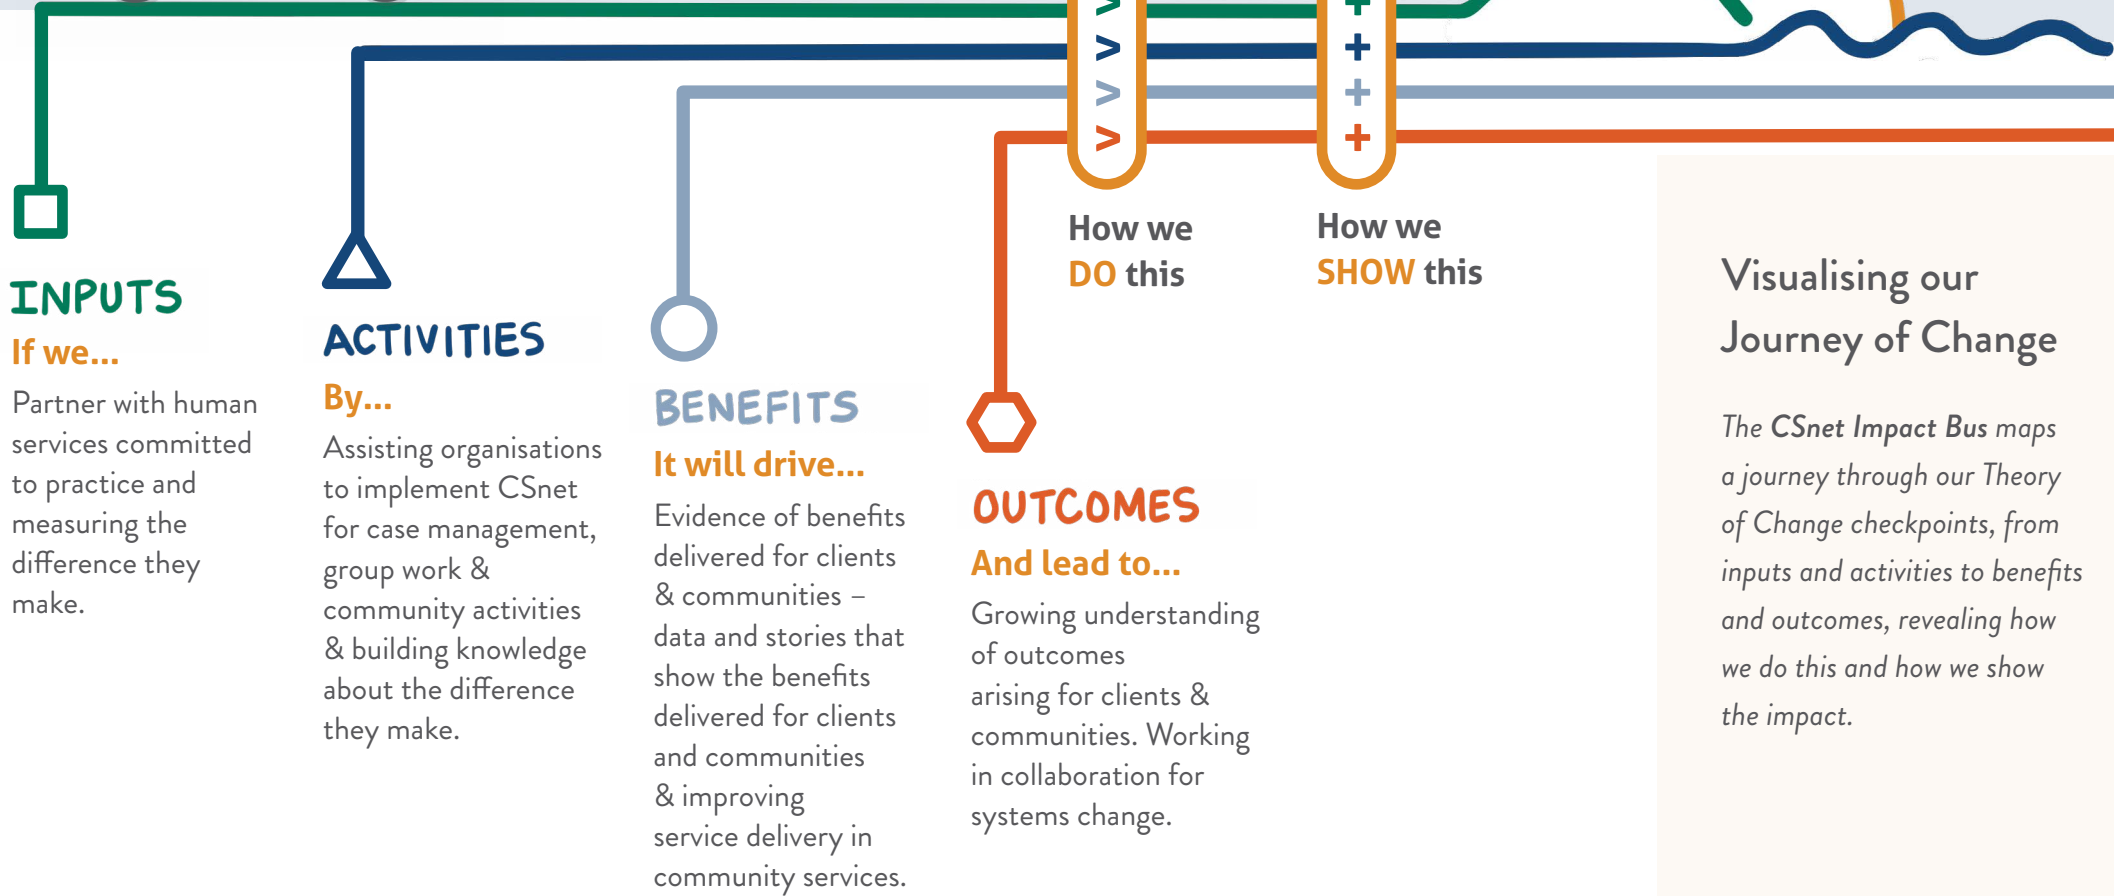 >
>
>
>
+
+
+
+
INPUTS
If we...
Partner with human
services committed
to practice and
measuring the
difference they
make.
ACTIVITIES
By...
Assisting organisations
to implement CSnet
for case management,
group work &
community activities
& building knowledge
about the difference
they make.
BENEFITS
It will drive...
Evidence of benefits
delivered for clients
& communities –
data and stories that
show the benefits
delivered for clients
and communities
& improving
service delivery in
community services.
OUTCOMES
And lead to...
Growing understanding
of outcomes
arising for clients &
communities. Working
in collaboration for
systems change.
How we
DO this
How we
SHOW this
Visualising our
Journey of Change
The CSnet Impact Bus maps
a journey through our Theory
of Change checkpoints, from
inputs and activities to benefits
and outcomes, revealing how
we do this and how we show
the impact.